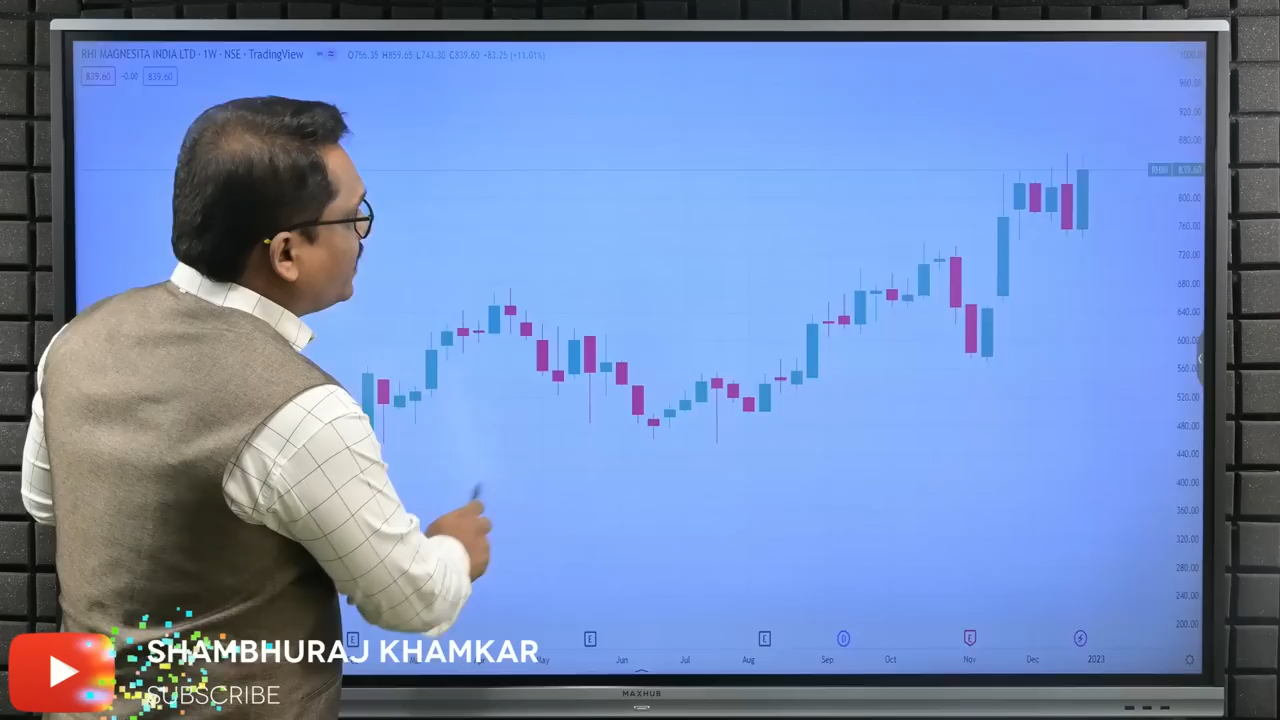 RHI MAGNESITA INDIA LTD · 1W · NSE · TradingView O756.35 H859.65 L743.30 C839.60 +83.25 (+11.01%)
839.60 -0.00 839.60
1000.00
960.00
920.00
880.00
RHIM 839.60
800.00
760.00
720.00
680.00
640.00
600.00
560.00
520.00
480.00
440.00
400.00
360.00
320.00
280.00
240.00
200.00
E E E D E
May Jun Jul Aug Sep Oct Nov Dec 2023
MAXHUB
SHAMBHURAJ KHAMKAR
SUBSCRIBE